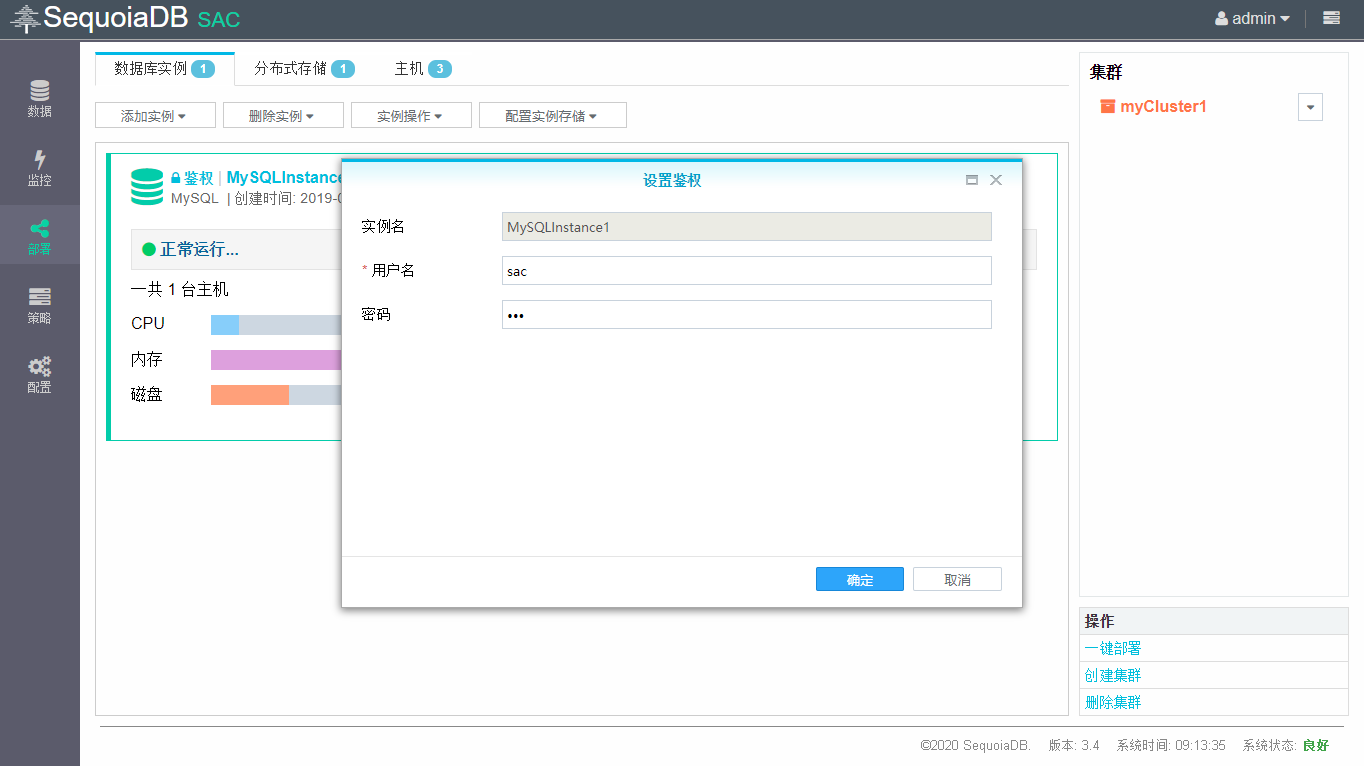 SequoiaDB SAC
admin
数据
监控
部署
策略
配置
数据库实例 1
分布式存储 1
主机 3
添加实例
删除实例
实例操作
配置实例存储
鉴权 | MySQLInstance
MySQL | 创建时间: 2019-0
正常运行...
一共 1 台主机
CPU
内存
磁盘
设置鉴权
实例名 MySQLInstance1
* 用户名 sac
密码 •••
确定 取消
集群
myCluster1
操作
一键部署
创建集群
删除集群
©2020 SequoiaDB. 版本: 3.4 系统时间: 09:13:35 系统状态: 良好